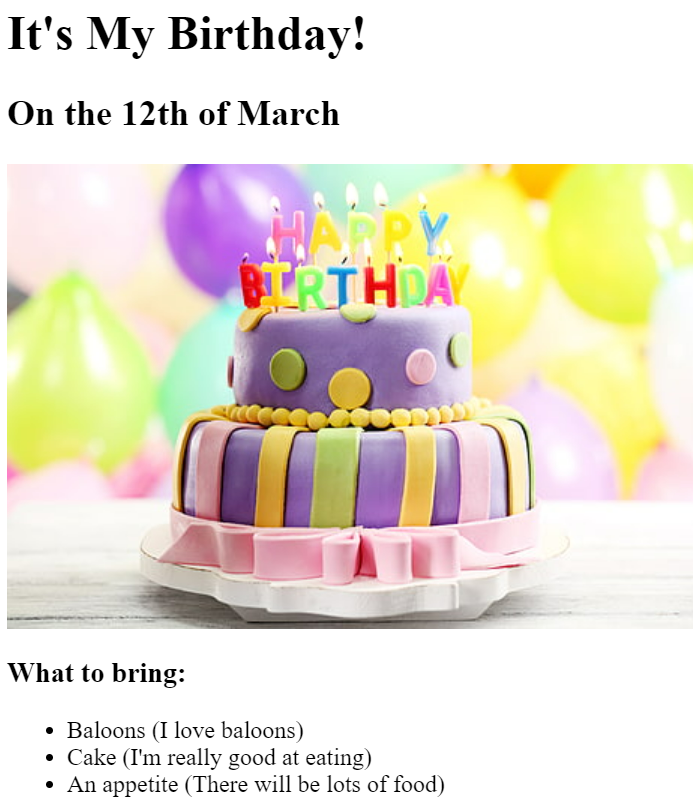 It's My Birthday!
On the 12th of March
HAPPY
BIRTHDAY
What to bring:
Baloons (I love baloons)
Cake (I'm really good at eating)
An appetite (There will be lots of food)